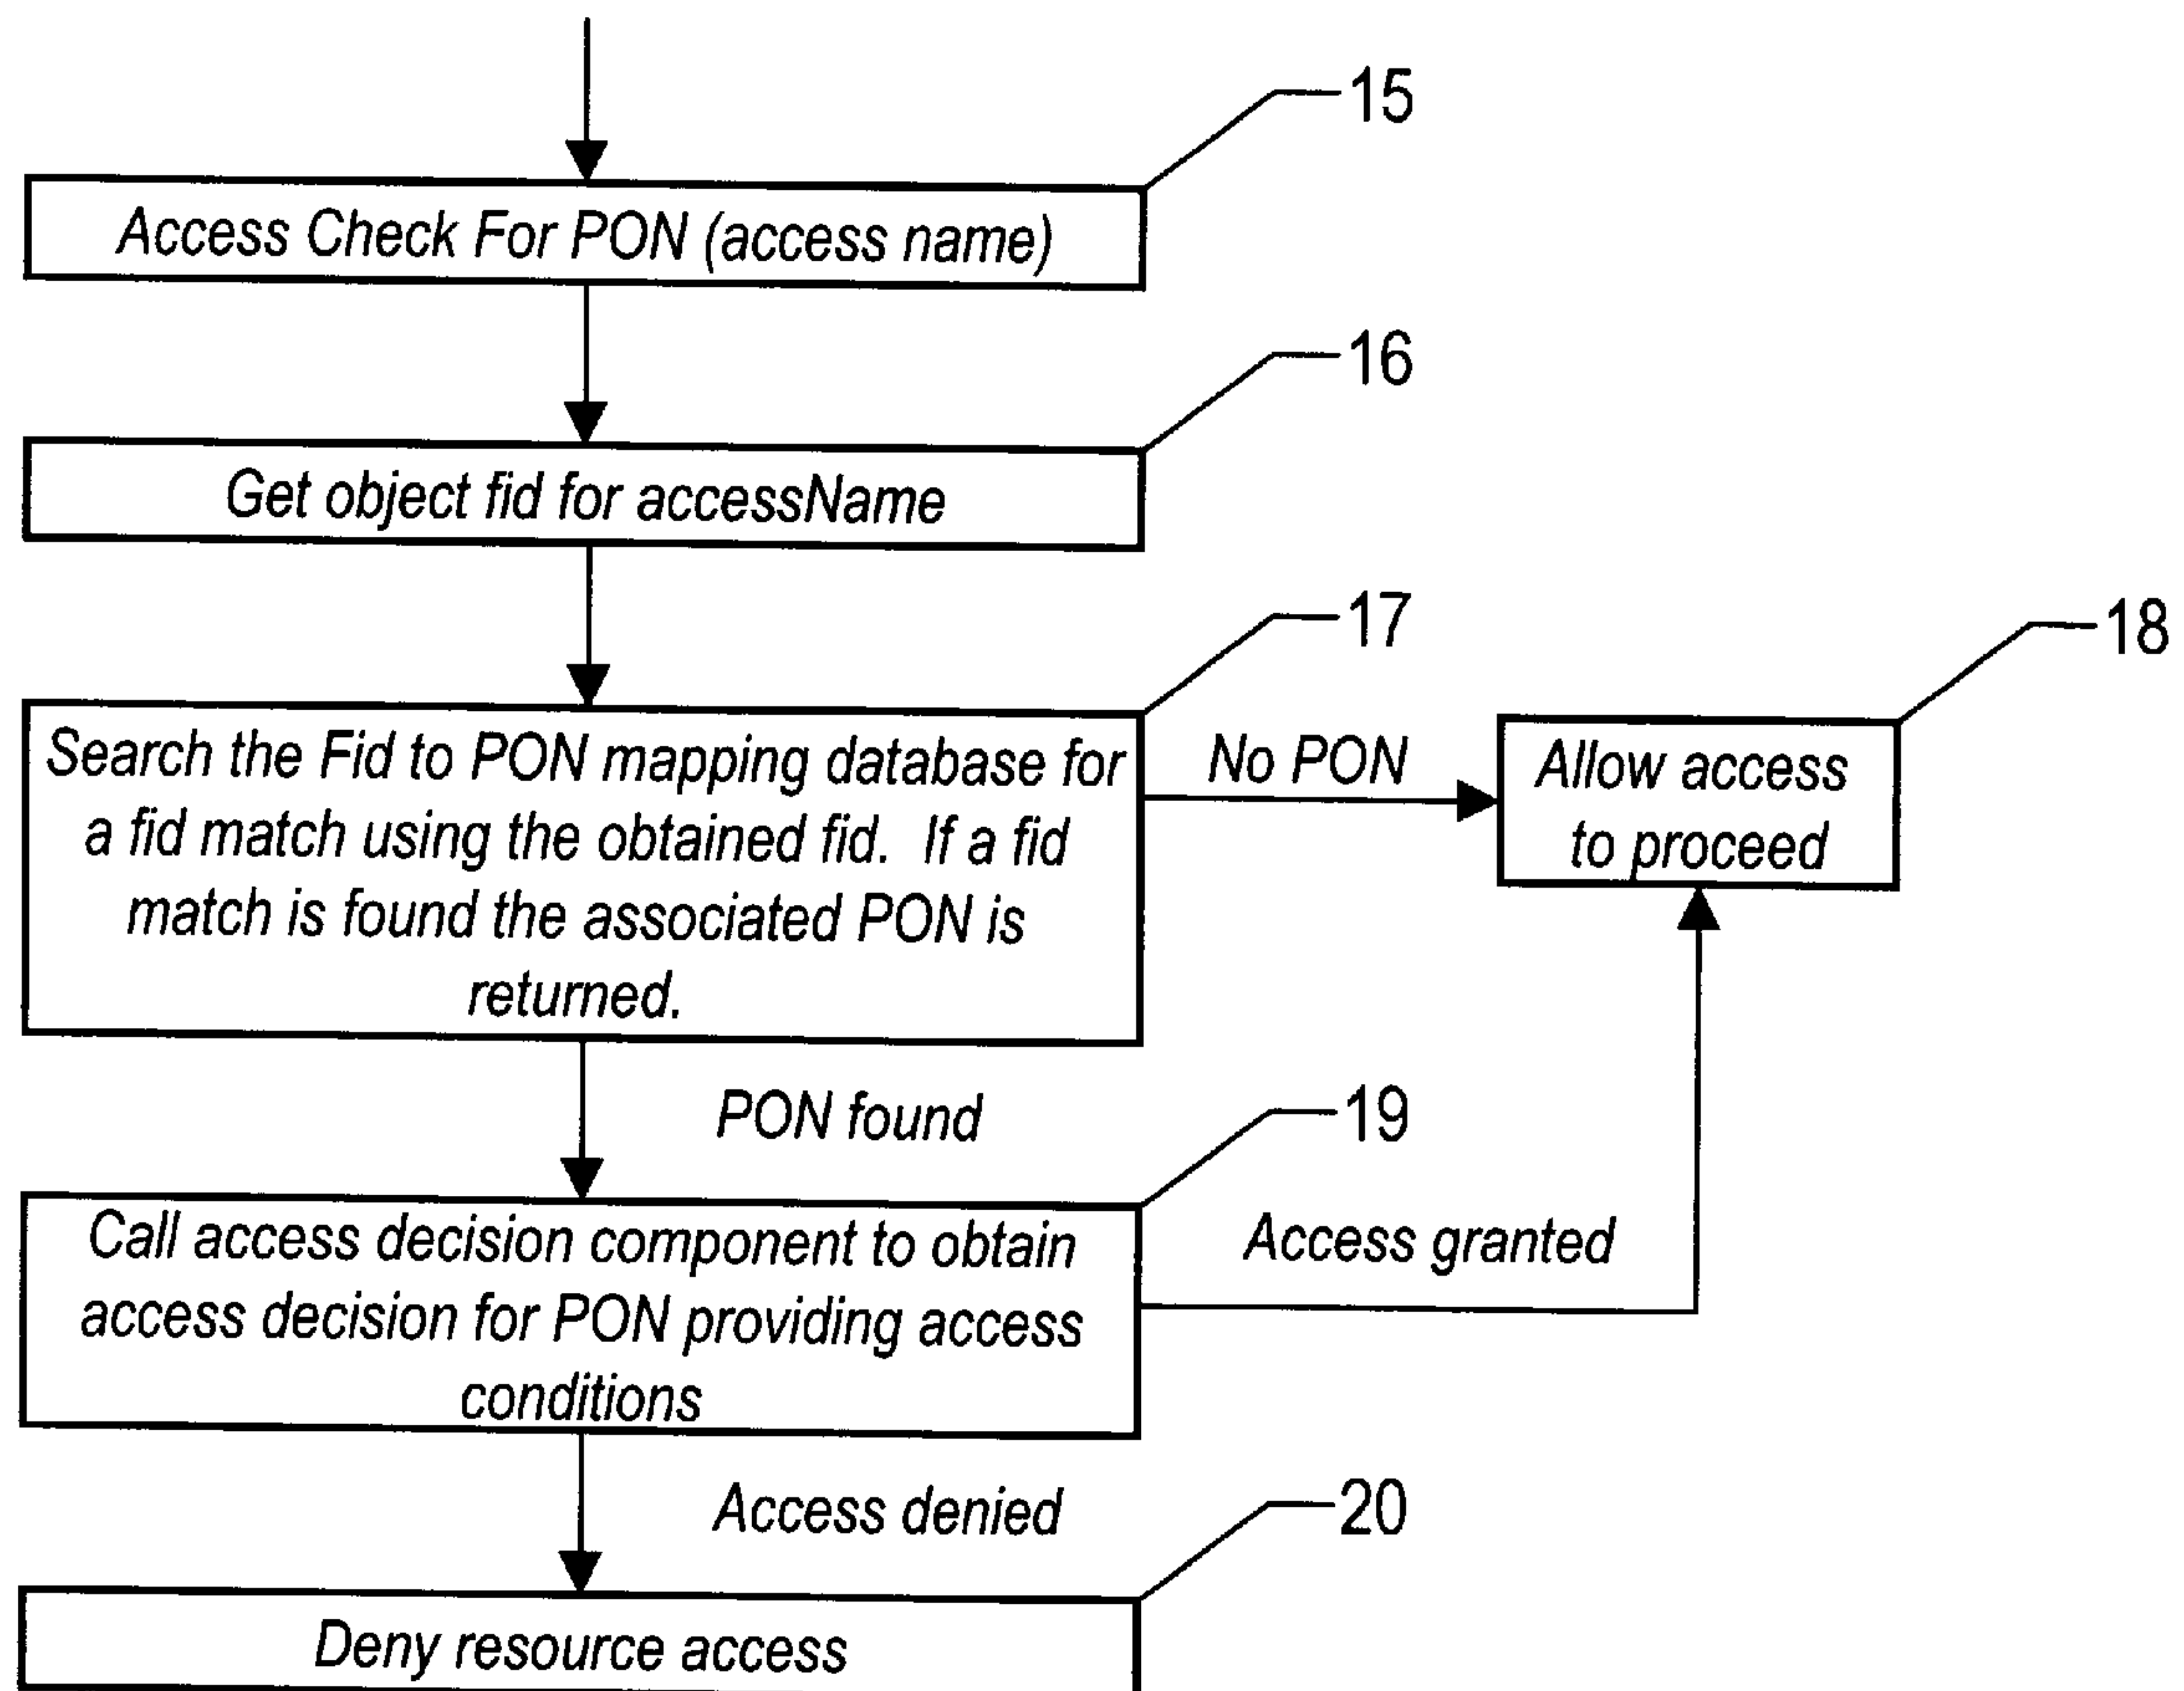 15
Access Check For PON (access name)
16
Get object fid for accessName
17
18
Search the Fid to PON mapping database for
a fid match using the obtained fid. If a fid
match is found the associated PON is
returned.
No PON
Allow access
to proceed
PON found
19
Call access decision component to obtain
access decision for PON providing access
conditions
Access granted
Access denied
20
Deny resource access